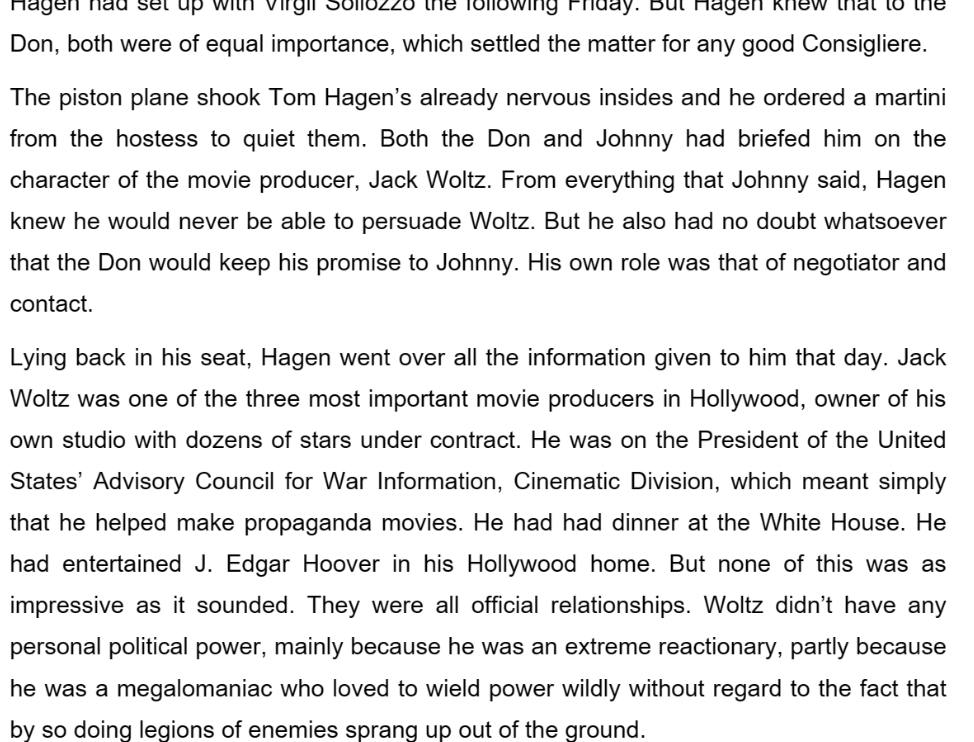 Hagen had set up with Virgil Sollozzo the following Friday. But Hagen knew that to the
Don, both were of equal importance, which settled the matter for any good Consigliere.
The piston plane shook Tom Hagen’s already nervous insides and he ordered a martini
from the hostess to quiet them. Both the Don and Johnny had briefed him on the
character of the movie producer, Jack Woltz. From everything that Johnny said, Hagen
knew he would never be able to persuade Woltz. But he also had no doubt whatsoever
that the Don would keep his promise to Johnny. His own role was that of negotiator and
contact.
Lying back in his seat, Hagen went over all the information given to him that day. Jack
Woltz was one of the three most important movie producers in Hollywood, owner of his
own studio with dozens of stars under contract. He was on the President of the United
States’ Advisory Council for War Information, Cinematic Division, which meant simply
that he helped make propaganda movies. He had had dinner at the White House. He
had entertained J. Edgar Hoover in his Hollywood home. But none of this was as
impressive as it sounded. They were all official relationships. Woltz didn’t have any
personal political power, mainly because he was an extreme reactionary, partly because
he was a megalomaniac who loved to wield power wildly without regard to the fact that
by so doing legions of enemies sprang up out of the ground.